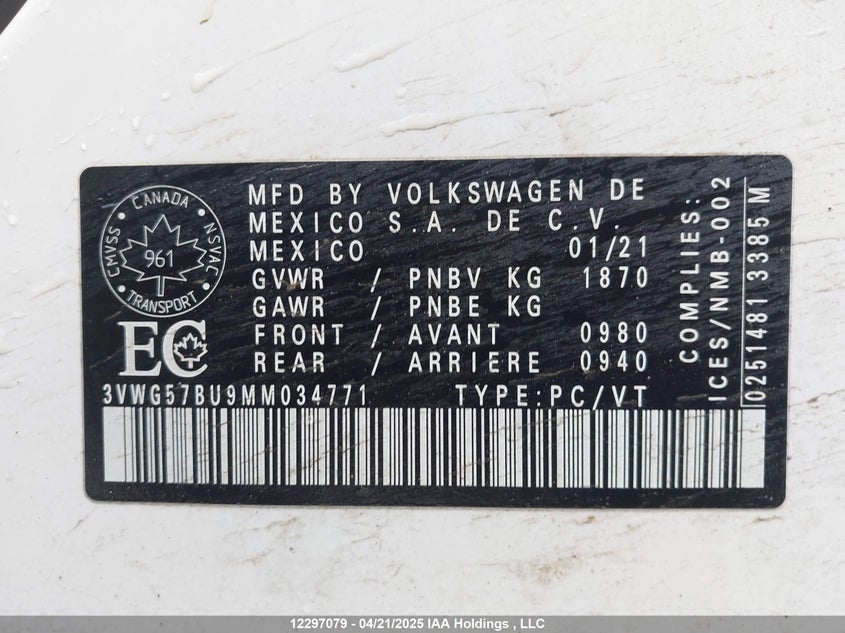 CANADA
CMVSS • NSVAC
961
TRANSPORT
EC
MFD BY VOLKSWAGEN DE
MEXICO S.A. DE C.V.
MEXICO 01/21
GVWR / PNBV KG 1870
GAWR / PNBE KG
FRONT / AVANT 0980
REAR / ARRIERE 0940
3VWG57BU9MM034771 TYPE:PC/VT
COMPLIES:
ICES/NMB-002
0251481 3385 M
12297079 - 04/21/2025 IAA Holdings , LLC